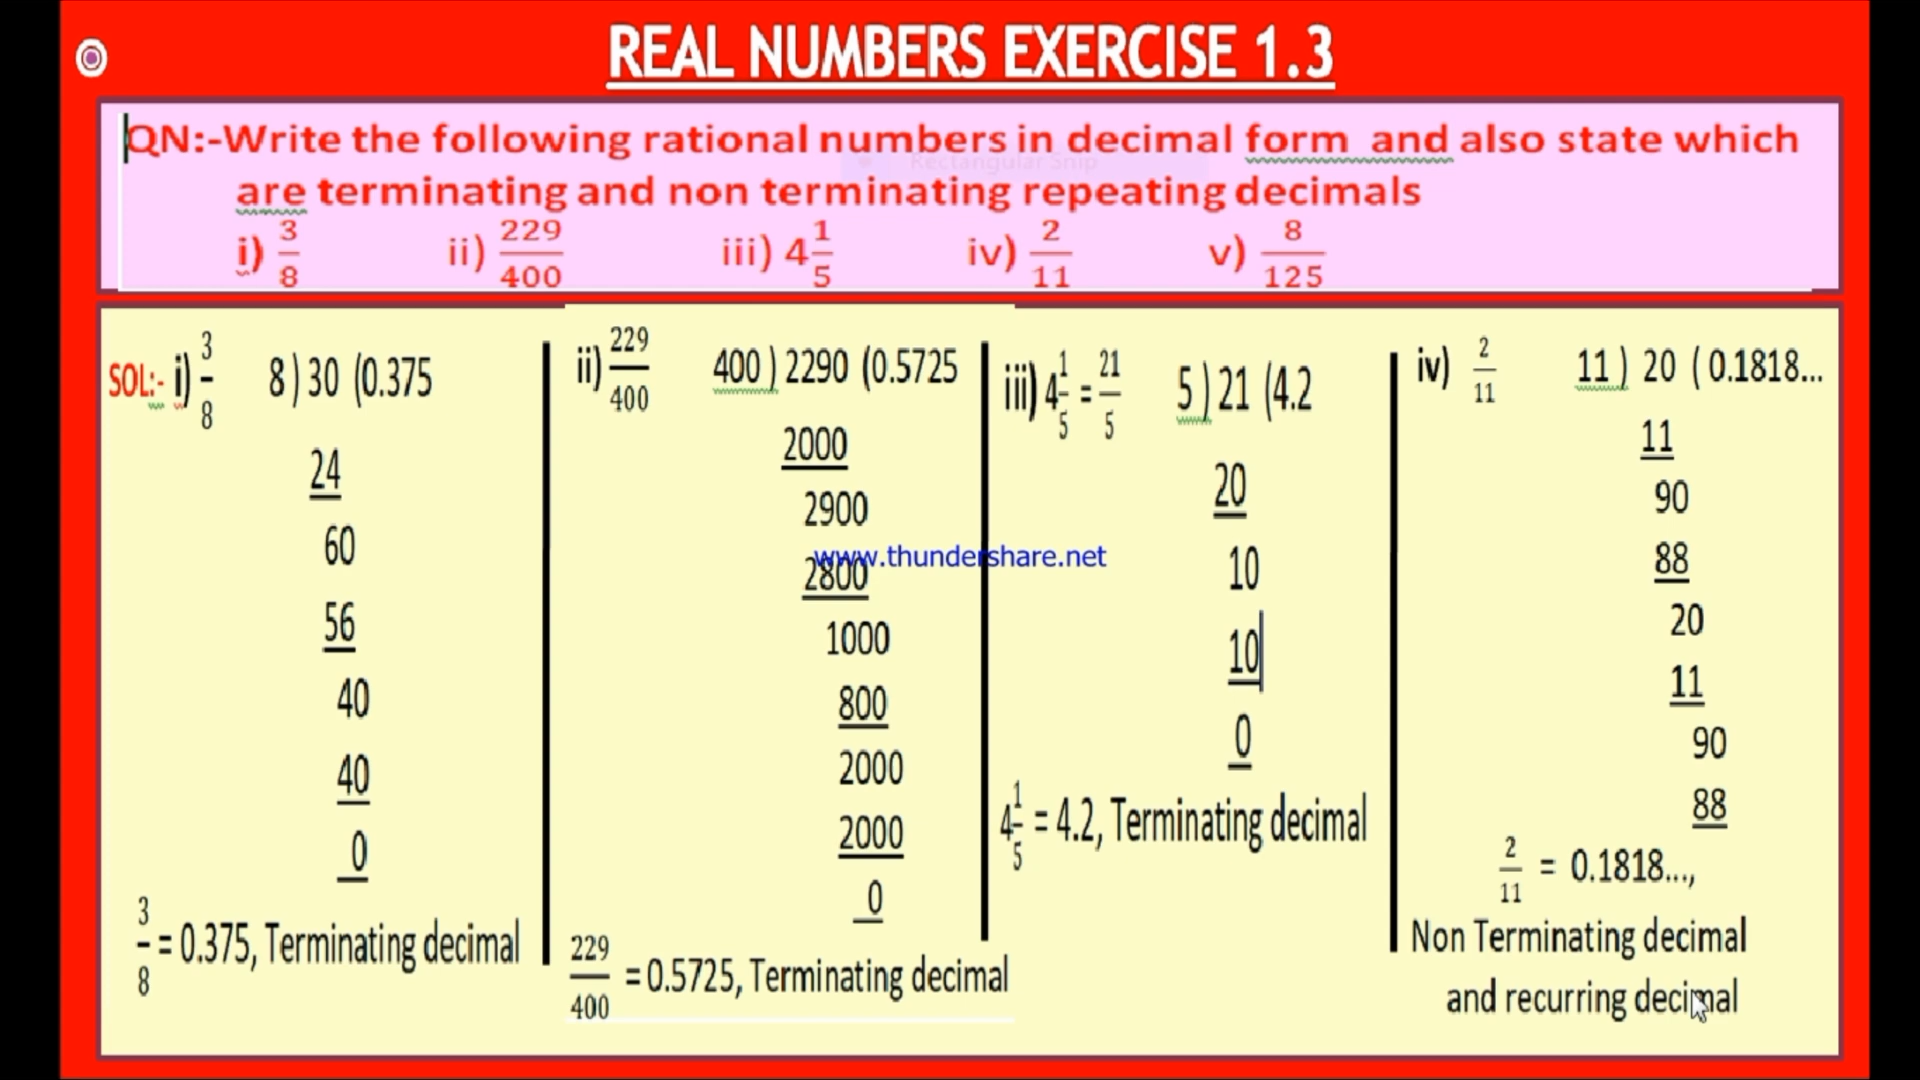 REAL NUMBERS EXERCISE 1.3
QN:-Write the following rational numbers in decimal form and also state which
Rectangular Snip
are terminating and non terminating repeating decimals
i) 3/8 ii) 229/400 iii) 4 1/5 iv) 2/11 v) 8/125
SOL:- i) 3/8 8 ) 30 (0.375
24
60
56
40
40
0
3/8 = 0.375, Terminating decimal
ii) 229/400 400 ) 2290 (0.5725
2000
2900
2800
1000
800
2000
2000
0
229/400 = 0.5725, Terminating decimal
www.thundershare.net
iii) 4 1/5 = 21/5 5 ) 21 (4.2
20
10
10
0
4 1/5 = 4.2, Terminating decimal
iv) 2/11 11 ) 20 ( 0.1818...
11
90
88
20
11
90
88
2/11 = 0.1818...,
Non Terminating decimal
and recurring decimal